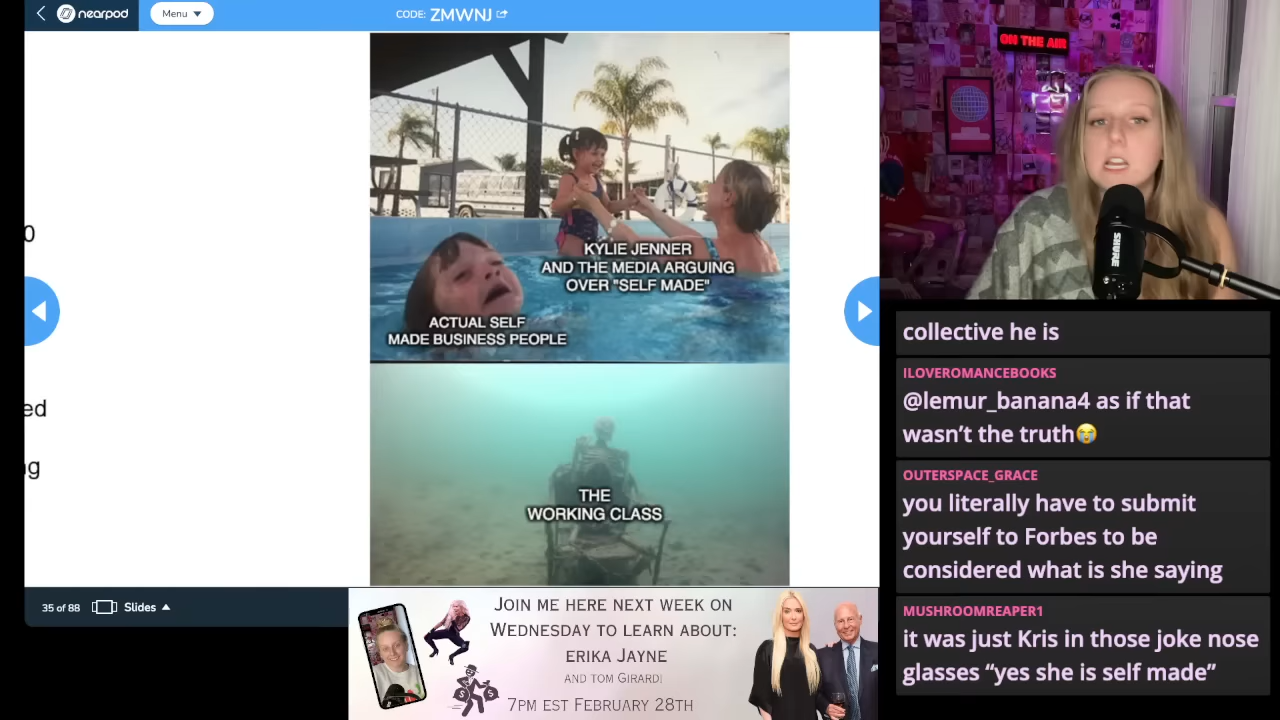 nearpod
Menu
CODE: ZMWNJ
ON THE AIR
KYLIE JENNER
AND THE MEDIA ARGUING
OVER "SELF MADE"
ACTUAL SELF
MADE BUSINESS PEOPLE
THE
WORKING CLASS
0
ed
ng
35 of 88
Slides
JOIN ME HERE NEXT WEEK ON
WEDNESDAY TO LEARN ABOUT:
ERIKA JAYNE
AND TOM GIRARDI
7PM EST FEBRUARY 28TH
SHURE
collective he is
ILOVEROMANCEBOOKS
@lemur_banana4 as if that
wasn’t the truth😭
OUTERSPACE_GRACE
you literally have to submit
yourself to Forbes to be
considered what is she saying
MUSHROOMREAPER1
it was just Kris in those joke nose
glasses “yes she is self made”